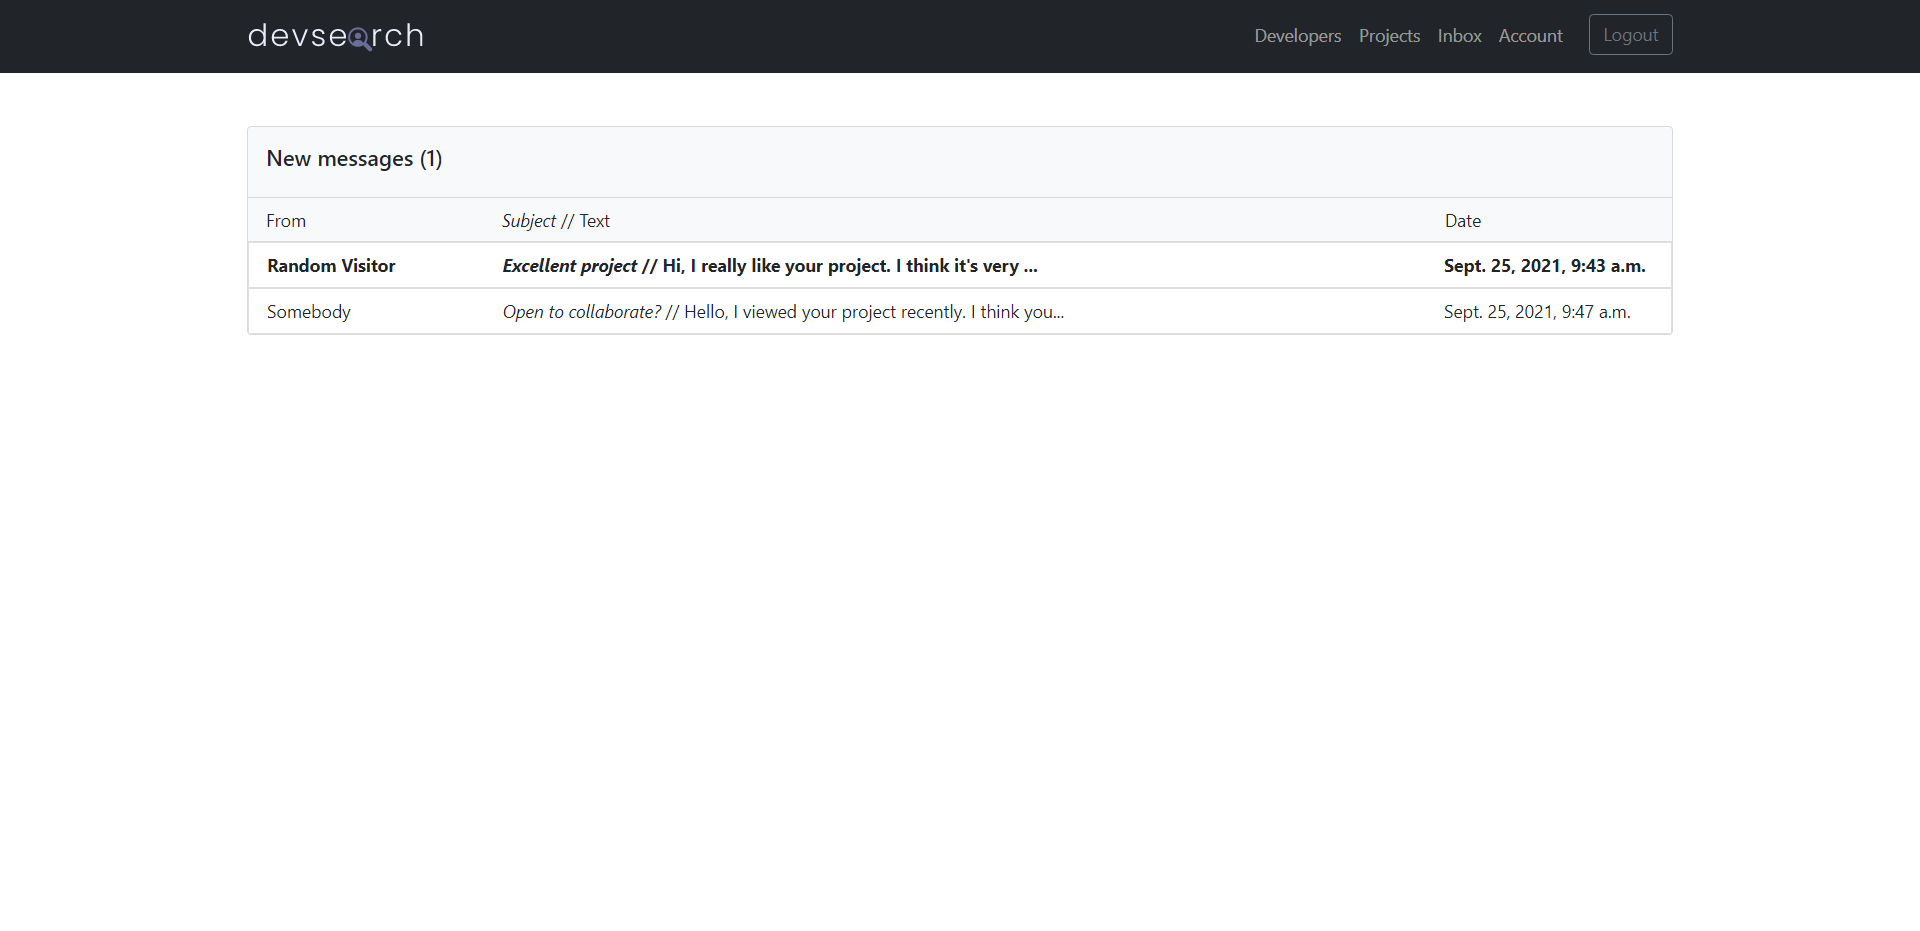 devsearch Developers Projects Inbox Account Logout
New messages (1)
From Subject // Text Date
Random Visitor Excellent project // Hi, I really like your project. I think it's very ... Sept. 25, 2021, 9:43 a.m.
Somebody Open to collaborate? // Hello, I viewed your project recently. I think you... Sept. 25, 2021, 9:47 a.m.